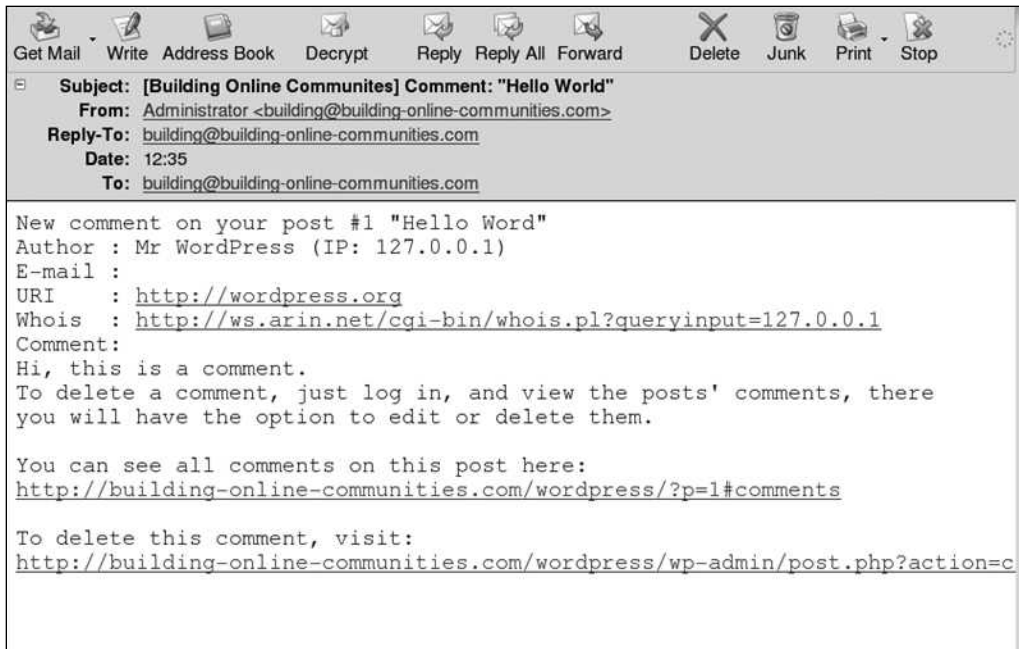 Get Mail Write Address Book Decrypt Reply Reply All Forward Delete Junk Print Stop
Subject: [Building Online Communites] Comment: "Hello World"
From: Administrator <building@building-online-communities.com>
Reply-To: building@building-online-communities.com
Date: 12:35
To: building@building-online-communities.com
New comment on your post #1 "Hello Word"
Author : Mr WordPress (IP: 127.0.0.1)
E-mail :
URI : http://wordpress.org
Whois : http://ws.arin.net/cgi-bin/whois.pl?queryinput=127.0.0.1
Comment:
Hi, this is a comment.
To delete a comment, just log in, and view the posts' comments, there
you will have the option to edit or delete them.
You can see all comments on this post here:
http://building-online-communities.com/wordpress/?p=1#comments
To delete this comment, visit:
http://building-online-communities.com/wordpress/wp-admin/post.php?action=c